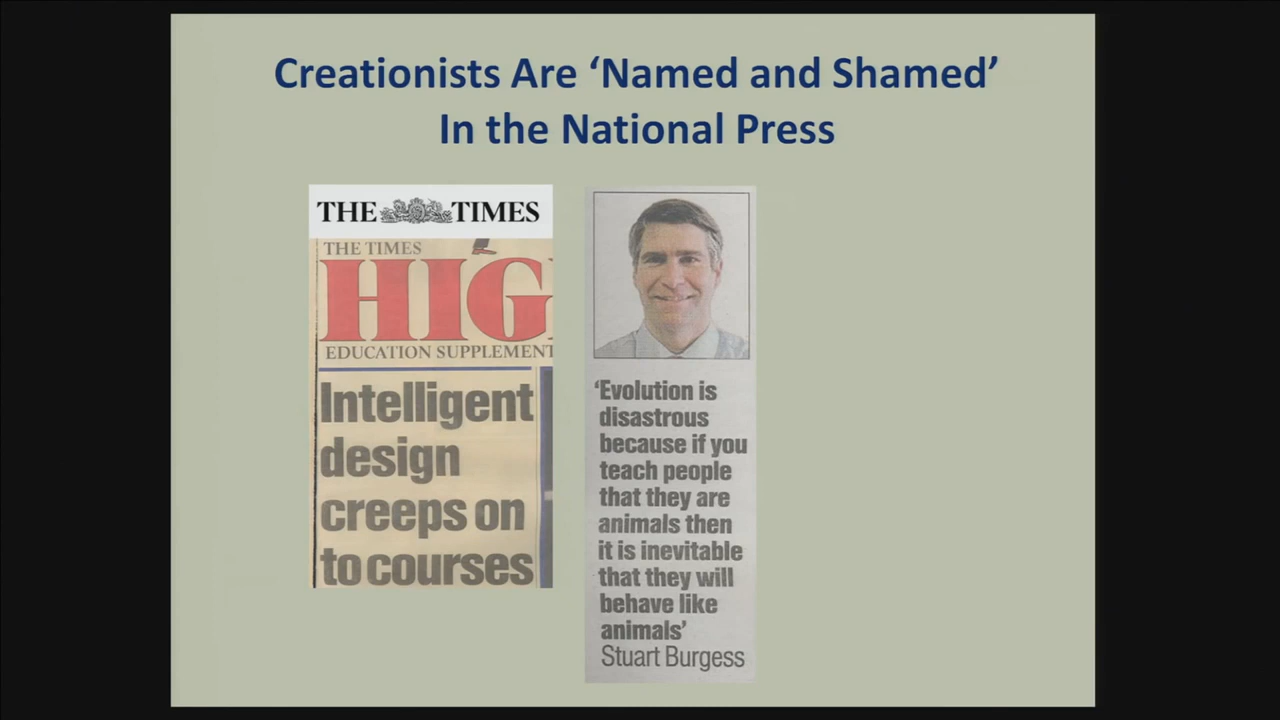 Creationists Are ‘Named and Shamed’
In the National Press
THE TIMES
THE TIMES
HIG
EDUCATION SUPPLEMENT
Intelligent
design
creeps on
to courses
‘Evolution is
disastrous
because if you
teach people
that they are
animals then
it is inevitable
that they will
behave like
animals’
Stuart Burgess